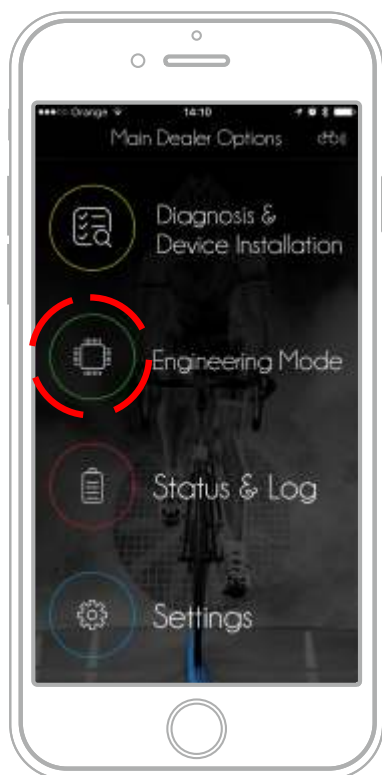 Orange 14:10
Main Dealer Options
Diagnosis &
Device Installation
Engineering Mode
Status & Log
Settings